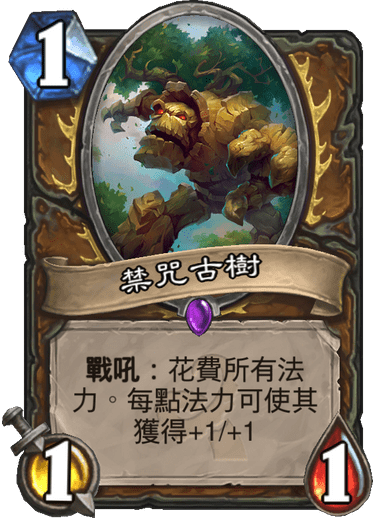 1
禁咒古樹
戰吼：花費所有法
力。每點法力可使其
獲得+1/+1
1
1